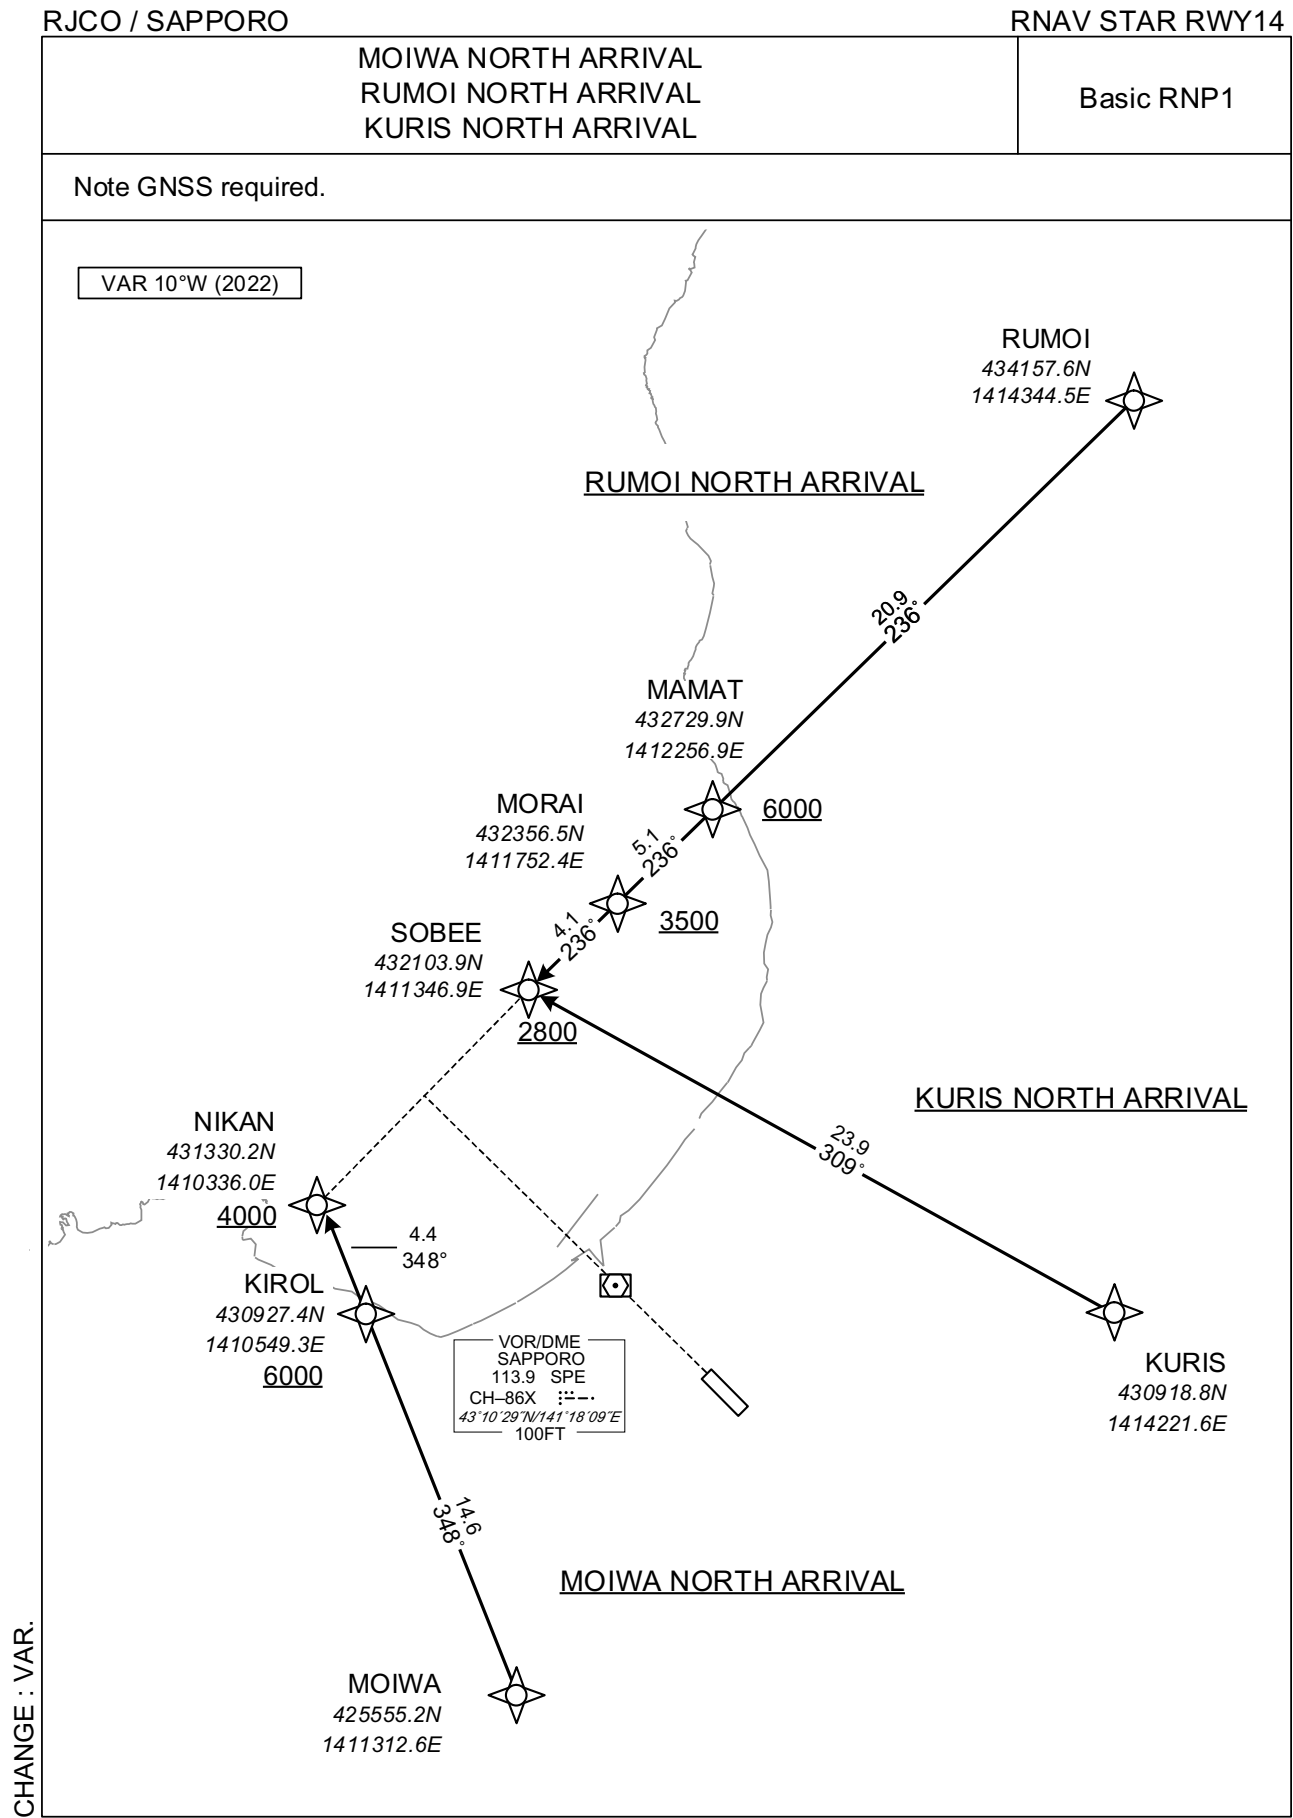 RJCO / SAPPORO
RNAV STAR RWY14
MOIWA NORTH ARRIVAL
RUMOI NORTH ARRIVAL
KURIS NORTH ARRIVAL
Basic RNP1
Note GNSS required.
VAR 10°W (2022)
RUMOI
434157.6N
1414344.5E
RUMOI NORTH ARRIVAL
20.9
236°
MAMAT
432729.9N
1412256.9E
6000
MORAI
432356.5N
1411752.4E
5.1
236°
3500
SOBEE
432103.9N
1411346.9E
4.1
236°
2800
KURIS NORTH ARRIVAL
23.9
309°
NIKAN
431330.2N
1410336.0E
4000
4.4
348°
KIROL
430927.4N
1410549.3E
6000
VOR/DME
SAPPORO
113.9 SPE
CH–86X
43°10′29″N/141°18′09″E
100FT
KURIS
430918.8N
1414221.6E
14.6
348°
MOIWA NORTH ARRIVAL
MOIWA
425555.2N
1411312.6E
CHANGE : VAR.